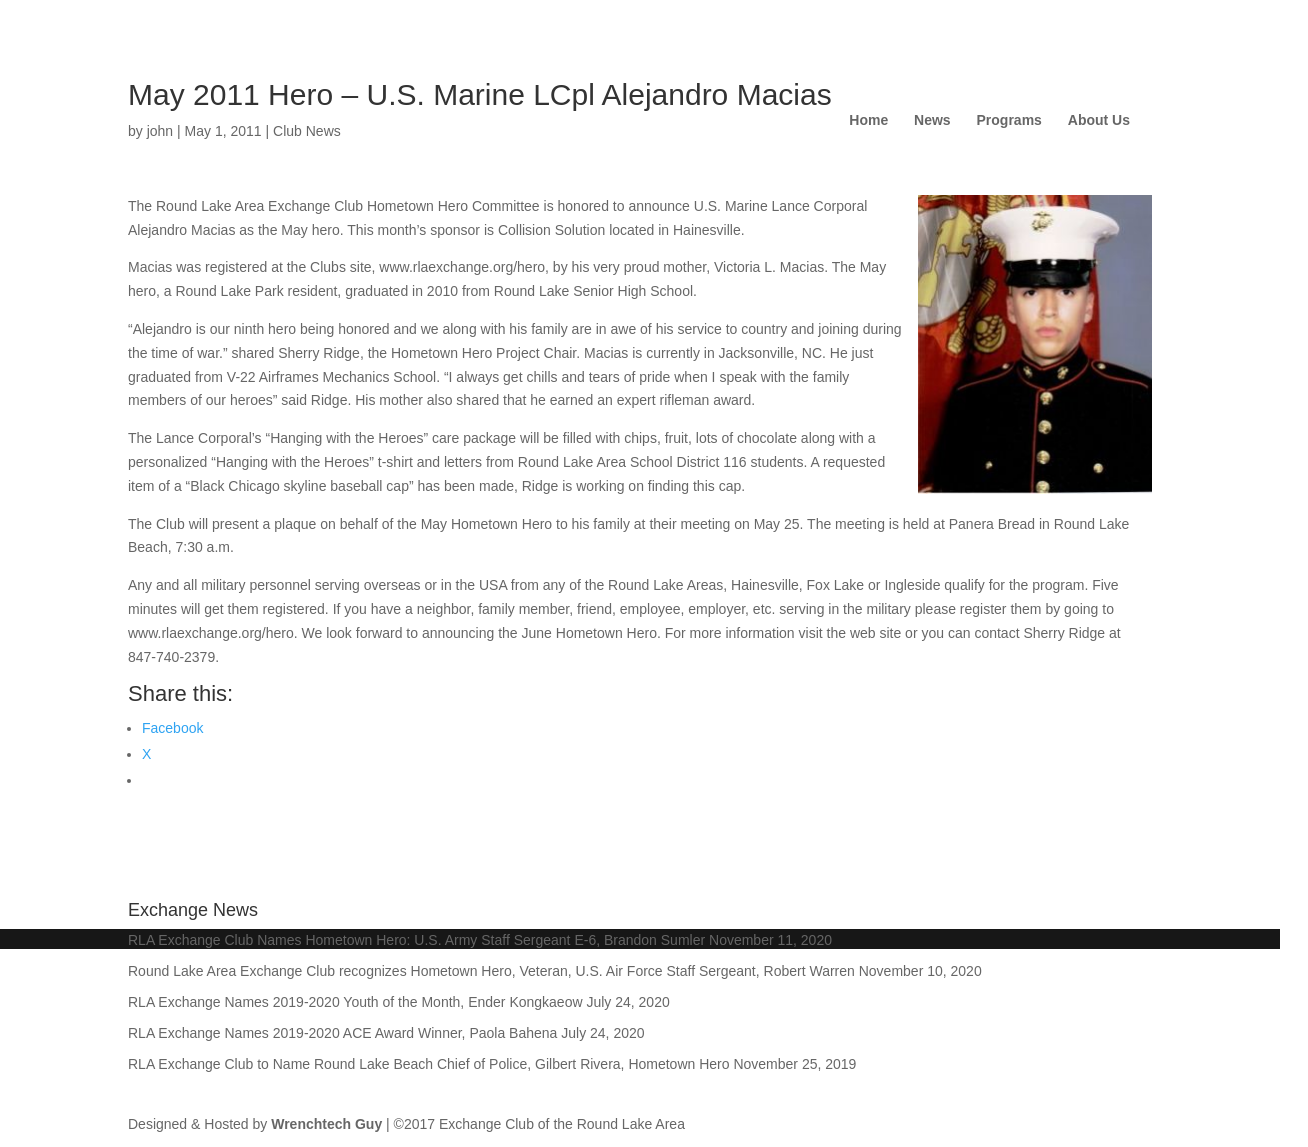 May 2011 Hero – U.S. Marine LCpl Alejandro Macias
by john | May 1, 2011 | Club News
Home News Programs About Us
The Round Lake Area Exchange Club Hometown Hero Committee is honored to announce U.S. Marine Lance Corporal
Alejandro Macias as the May hero. This month’s sponsor is Collision Solution located in Hainesville.
Macias was registered at the Clubs site, www.rlaexchange.org/hero, by his very proud mother, Victoria L. Macias. The May
hero, a Round Lake Park resident, graduated in 2010 from Round Lake Senior High School.
“Alejandro is our ninth hero being honored and we along with his family are in awe of his service to country and joining during
the time of war.” shared Sherry Ridge, the Hometown Hero Project Chair. Macias is currently in Jacksonville, NC. He just
graduated from V-22 Airframes Mechanics School. “I always get chills and tears of pride when I speak with the family
members of our heroes” said Ridge. His mother also shared that he earned an expert rifleman award.
The Lance Corporal’s “Hanging with the Heroes” care package will be filled with chips, fruit, lots of chocolate along with a
personalized “Hanging with the Heroes” t-shirt and letters from Round Lake Area School District 116 students. A requested
item of a “Black Chicago skyline baseball cap” has been made, Ridge is working on finding this cap.
The Club will present a plaque on behalf of the May Hometown Hero to his family at their meeting on May 25. The meeting is held at Panera Bread in Round Lake
Beach, 7:30 a.m.
Any and all military personnel serving overseas or in the USA from any of the Round Lake Areas, Hainesville, Fox Lake or Ingleside qualify for the program. Five
minutes will get them registered. If you have a neighbor, family member, friend, employee, employer, etc. serving in the military please register them by going to
www.rlaexchange.org/hero. We look forward to announcing the June Hometown Hero. For more information visit the web site or you can contact Sherry Ridge at
847-740-2379.
Share this:
Facebook
X
Exchange News
RLA Exchange Club Names Hometown Hero: U.S. Army Staff Sergeant E-6, Brandon Sumler November 11, 2020
Round Lake Area Exchange Club recognizes Hometown Hero, Veteran, U.S. Air Force Staff Sergeant, Robert Warren November 10, 2020
RLA Exchange Names 2019-2020 Youth of the Month, Ender Kongkaeow July 24, 2020
RLA Exchange Names 2019-2020 ACE Award Winner, Paola Bahena July 24, 2020
RLA Exchange Club to Name Round Lake Beach Chief of Police, Gilbert Rivera, Hometown Hero November 25, 2019
Designed & Hosted by Wrenchtech Guy | ©2017 Exchange Club of the Round Lake Area